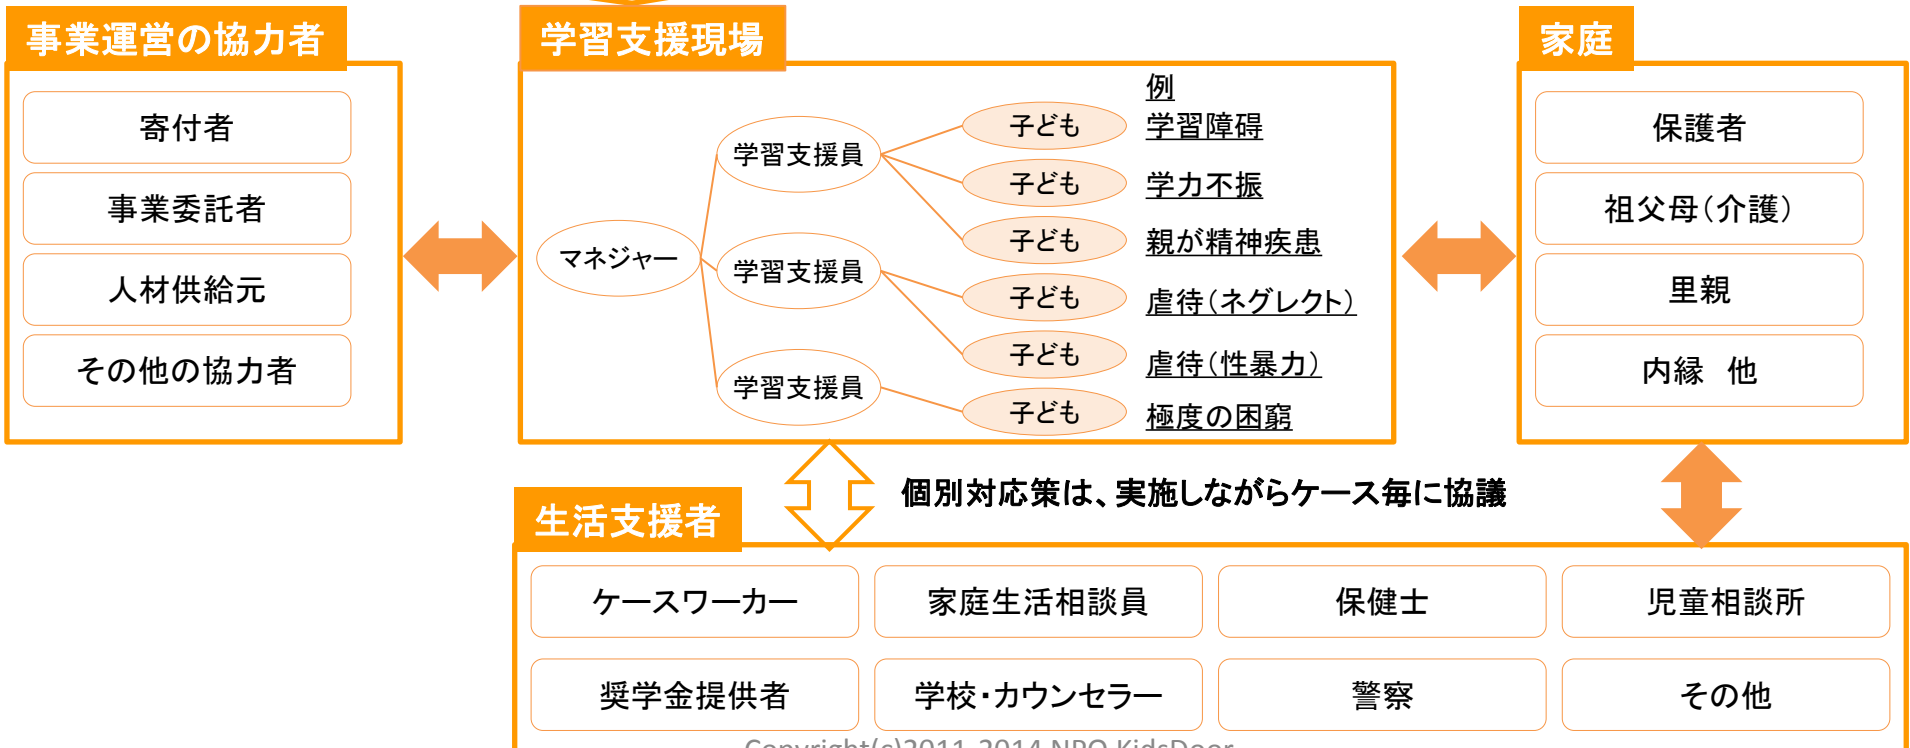 事業運営の協力者
寄付者
事業委託者
人材供給元
その他の協力者
学習支援現場
マネジャー
学習支援員
学習支援員
学習支援員
例
子ども 学習障碍
子ども 学力不振
子ども 親が精神疾患
子ども 虐待(ネグレクト)
子ども 虐待(性暴力)
子ども 極度の困窮
家庭
保護者
祖父母(介護)
里親
内縁 他
個別対応策は、実施しながらケース毎に協議
生活支援者
ケースワーカー 家庭生活相談員 保健士 児童相談所
奨学金提供者 学校・カウンセラー 警察 その他
Copyright(c)2011-2014 NPO KidsDoor